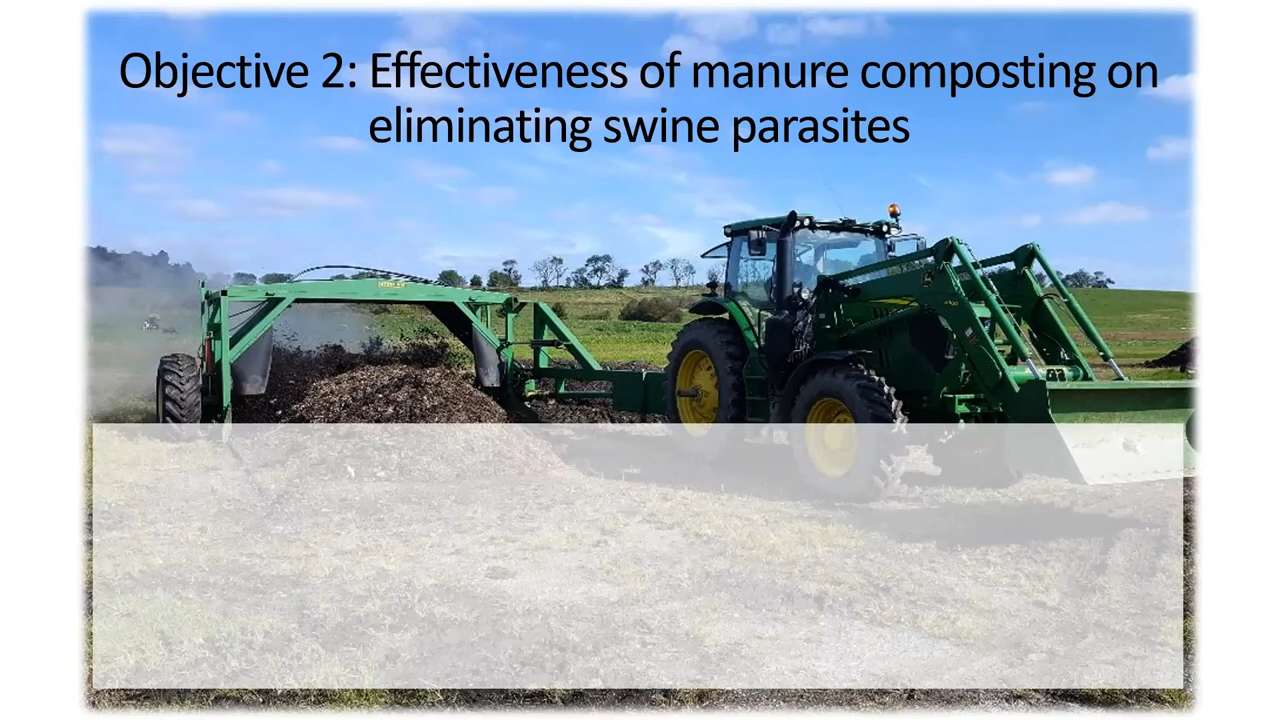 Objective 2: Effectiveness of manure composting on
eliminating swine parasites